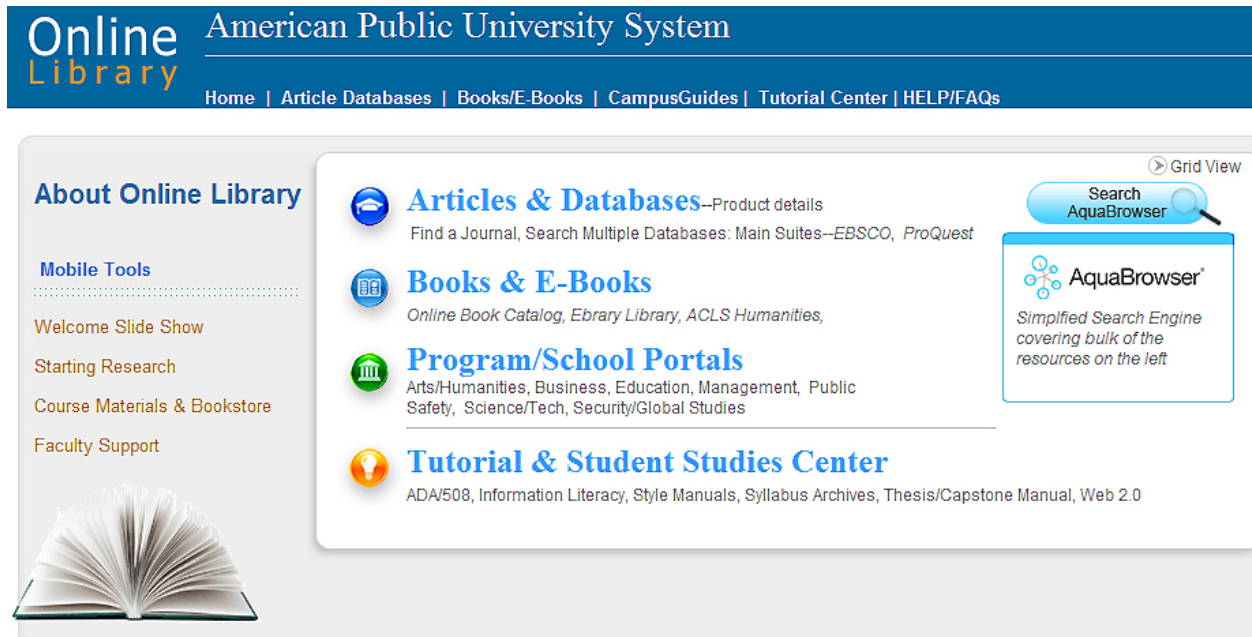 Online
Library
American Public University System
Home | Article Databases | Books/E-Books | CampusGuides | Tutorial Center | HELP/FAQs
About Online Library
Mobile Tools
Welcome Slide Show
Starting Research
Course Materials & Bookstore
Faculty Support
Articles & Databases--Product details
Find a Journal, Search Multiple Databases: Main Suites--EBSCO, ProQuest
Books & E-Books
Online Book Catalog, Ebrary Library, ACLS Humanities,
Program/School Portals
Arts/Humanities, Business, Education, Management, Public
Safety, Science/Tech, Security/Global Studies
Tutorial & Student Studies Center
ADA/508, Information Literacy, Style Manuals, Syllabus Archives, Thesis/Capstone Manual, Web 2.0
Grid View
Search
AquaBrowser
AquaBrowser
Simplfied Search Engine
covering bulk of the
resources on the left